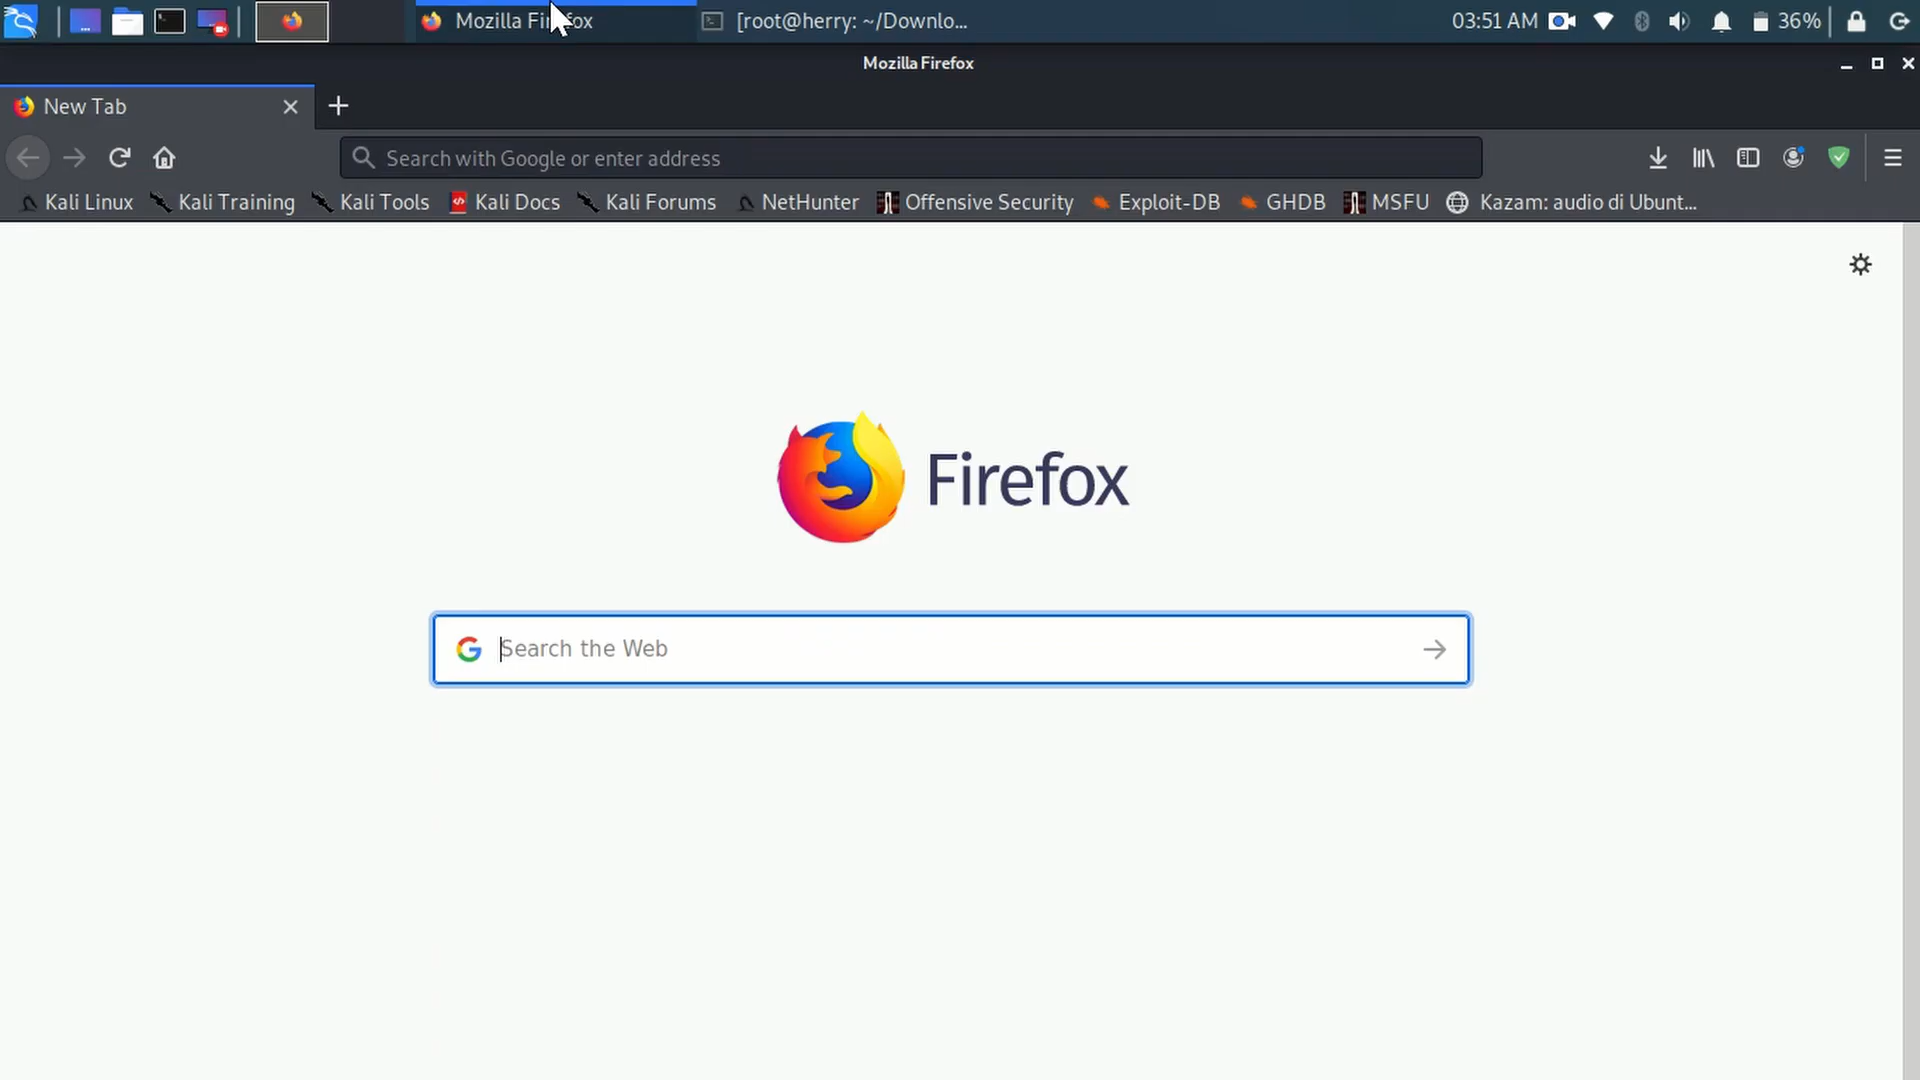 Mozilla Firefox
[root@herry: ~/Downlo...
03:51 AM
36%
Mozilla Firefox
New Tab
Search with Google or enter address
Kali Linux
Kali Training
Kali Tools
Kali Docs
Kali Forums
NetHunter
Offensive Security
Exploit-DB
GHDB
MSFU
Kazam: audio di Ubunt...
Firefox
Search the Web